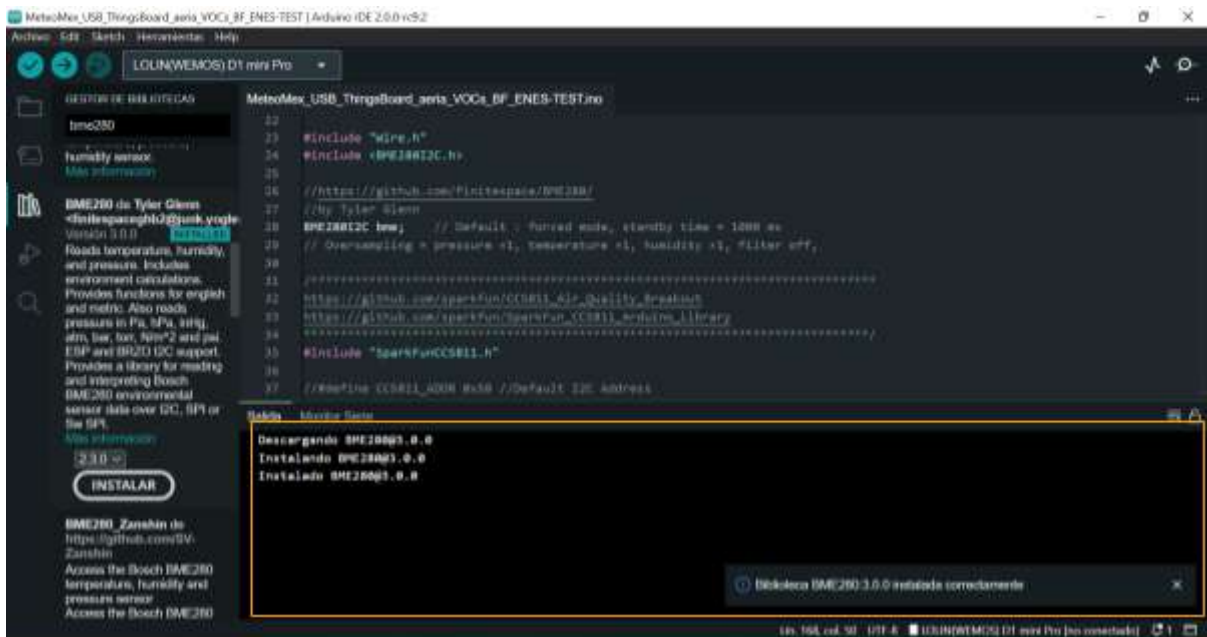 MeteoMex_USB_ThingsBoard_aeria_VOCs_BF_ENES-TEST | Arduino IDE 2.0.0-rc9.2
Archivo Edit Sketch Herramientas Help
LOLIN(WEMOS) D1 mini Pro
GESTOR DE BIBLIOTECAS
bme280
humidity sensor.
Más información
BME280 de Tyler Glenn
Versión 3.0.0 INSTALLED
Reads temperature, humidity,
and pressure. Includes
environment calculations.
Provides functions for english
and metric. Also reads
pressure in Pa, hPa, inHg,
atm, bar, torr, N/m^2 and psi.
ESP and BRZO I2C support.
Provides a library for reading
and interpreting Bosch
BME280 environmental
sensor data over I2C, SPI or
Sw SPI.
Más información
2.3.0
INSTALAR
BME280_Zanshin de
https://github.com/SV-
Zanshin
Access the Bosch BME280
temperature, humidity and
pressure sensor
Access the Bosch BME280
MeteoMex_USB_ThingsBoard_aeria_VOCs_BF_ENES-TEST.ino
22
23 #include "Wire.h"
24 #include <BME280I2C.h>
25
26 //https://github.com/finitespace/BME280/
27 //by Tyler Glenn
28 BME280I2C bme; // Default : forced mode, standby time = 1000 ms
29 // Oversampling = pressure ×1, temperature ×1, humidity ×1, filter off,
30
31
32 https://github.com/sparkfun/CCS811_Air_Quality_Breakout
33 https://github.com/sparkfun/SparkFun_CCS811_Arduino_Library
34
35 #include "SparkFunCCS811.h"
36
37 //#define CCS811_ADDR 0x5B //Default I2C Address
Salida Monitor Serie
Descargando BME280@3.0.0
Instalando BME280@3.0.0
Instalado BME280@3.0.0
Biblioteca BME280:3.0.0 instalada correctamente
Lín. 168, col. 50 UTF-8 LOLIN(WEMOS) D1 mini Pro [no conectado] 1